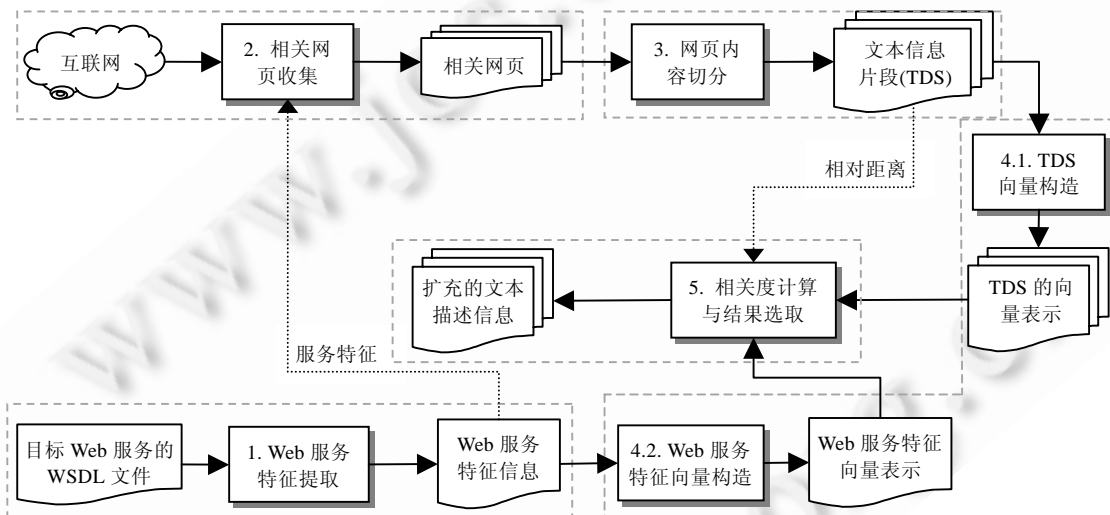 互联网
2. 相关网
页收集
相关网页
3. 网页内
容切分
文本信息
片段(TDS)
4.1. TDS
向量构造
相对距离
TDS 的向
量表示
5. 相关度计算
与结果选取
扩充的文本
描述信息
服务特征
目标 Web 服务的
WSDL 文件
1. Web 服务
特征提取
Web 服务
特征信息
4.2. Web 服务
特征向量构造
Web 服务特征
向量表示